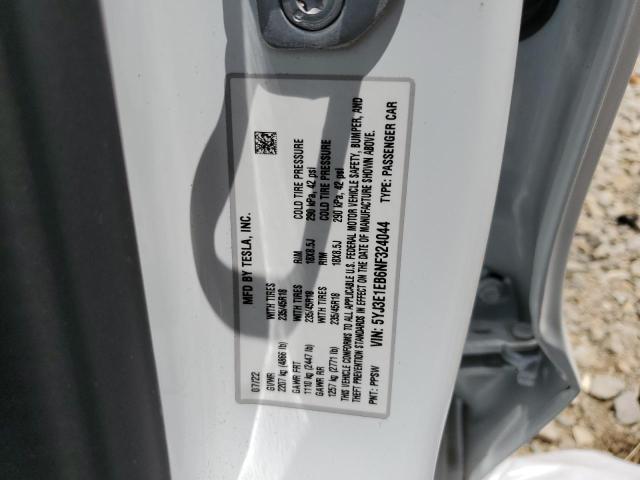 MFD BY TESLA, INC.
07/22
GVWR WITH TIRES RIM COLD TIRE PRESSURE
2207 kg (4866 lb) 235/45R18 18X8.5J 290 kPa, 42 psi
GAWR FRT WITH TIRES RIM COLD TIRE PRESSURE
1110 kg (2447 lb) 235/45R18 18X8.5J 290 kPa, 42 psi
GAWR RR
1257 kg (2771 lb) 235/45R18 18X8.5J
THIS VEHICLE CONFORMS TO ALL APPLICABLE U.S. FEDERAL MOTOR VEHICLE SAFETY, BUMPER, AND
THEFT PREVENTION STANDARDS IN EFFECT ON THE DATE OF MANUFACTURE SHOWN ABOVE.
VIN: 5YJ3E1EB6NF324044 TYPE: PASSENGER CAR
PNT: PPSW